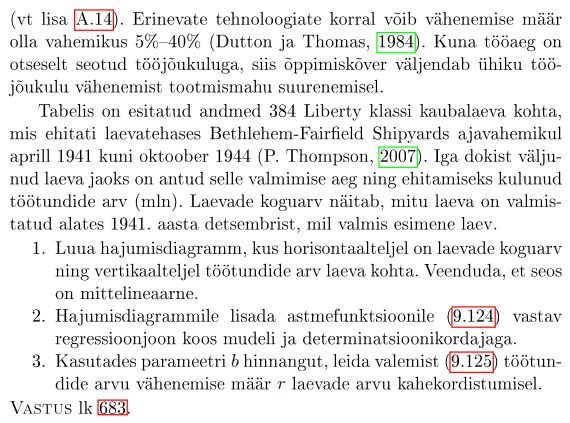 (vt lisa A.14). Erinevate tehnoloogiate korral võib vähenemise määr
olla vahemikus 5%–40% (Dutton ja Thomas, 1984). Kuna tööaeg on
otseselt seotud tööjõukuluga, siis õppimiskõver väljendab ühiku töö-
jõukulu vähenemist tootmismahu suurenemisel.
Tabelis on esitatud andmed 384 Liberty klassi kaubalaeva kohta,
mis ehitati laevatehases Bethlehem-Fairfield Shipyards ajavahemikul
aprill 1941 kuni oktoober 1944 (P. Thompson, 2007). Iga dokist välju-
nud laeva jaoks on antud selle valmimise aeg ning ehitamiseks kulunud
töötundide arv (mln). Laevade koguarv näitab, mitu laeva on valmis-
tatud alates 1941. aasta detsembrist, mil valmis esimene laev.
1. Luua hajumisdiagramm, kus horisontaalteljel on laevade koguarv
ning vertikaalteljel töötundide arv laeva kohta. Veenduda, et seos
on mittelineaarne.
2. Hajumisdiagrammile lisada astmefunktsioonile (9.124) vastav
regressioonjoon koos mudeli ja determinatsioonikordajaga.
3. Kasutades parameetri b hinnangut, leida valemist (9.125) töötun-
dide arvu vähenemise määr r laevade arvu kahekordistumisel.
VASTUS lk 683.